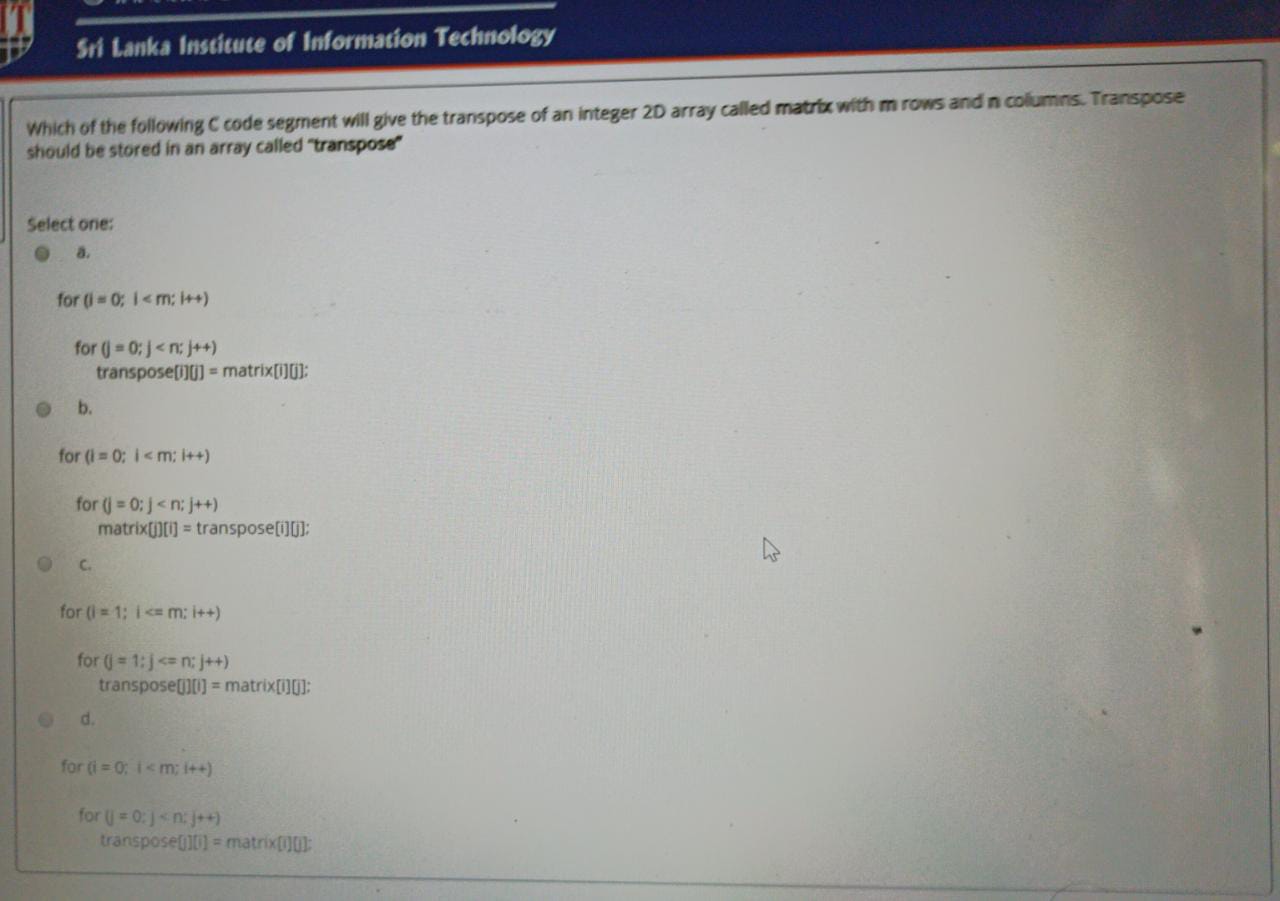 IT
Sri Lanka Institute of Information Technology
Which of the following C code segment will give the transpose of an integer 2D array called matrix with m rows and n columns. Transpose
should be stored in an array called "transpose"
Select one:
a.
for (i = 0; i < m; i++)
for (j = 0; j < n; j++)
transpose[i][j] = matrix[i][j];
b.
for (i = 0; i < m; i++)
for (j = 0; j < n; j++)
matrix[j][i] = transpose[i][j];
c.
for (i = 1; i <= m; i++)
for (j = 1; j <= n; j++)
transpose[j][i] = matrix[i][j];
d.
for (i = 0; i < m; i++)
for (j = 0; j < n; j++)
transpose[j][i] = matrix[i][j];